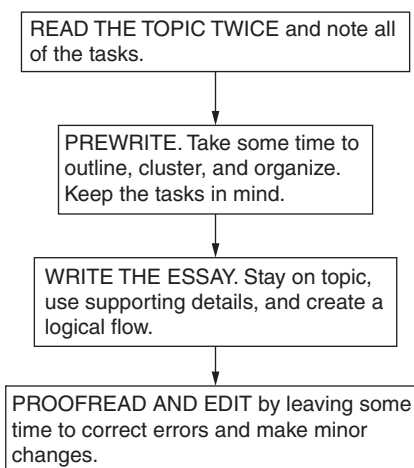 READ THE TOPIC TWICE and note all
of the tasks.
PREWRITE. Take some time to
outline, cluster, and organize.
Keep the tasks in mind.
WRITE THE ESSAY. Stay on topic,
use supporting details, and create a
logical flow.
PROOFREAD AND EDIT by leaving some
time to correct errors and make minor
changes.